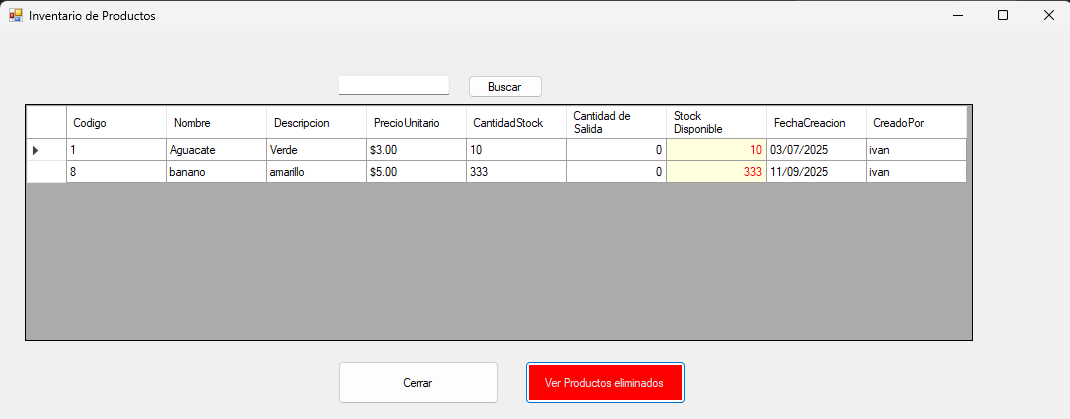 Inventario de Productos
Buscar
Codigo Nombre Descripcion PrecioUnitario CantidadStock Cantidad de Salida Stock Disponible FechaCreacion CreadoPor
1 Aguacate Verde $3.00 10 0 10 03/07/2025 ivan
8 banano amarillo $5.00 333 0 333 11/09/2025 ivan
Cerrar Ver Productos eliminados